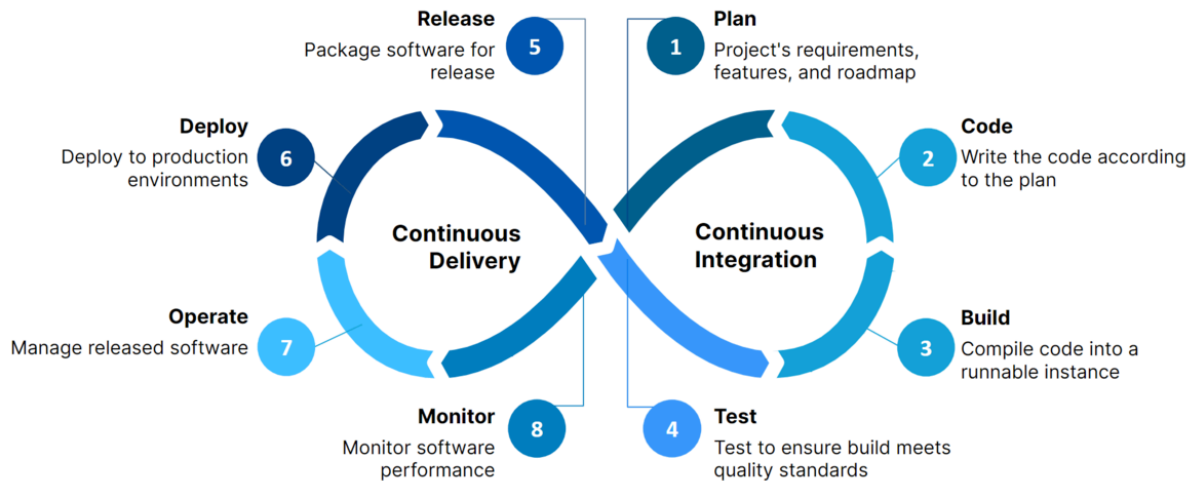 Plan
1
Project's requirements,
features, and roadmap
Code
2
Write the code according
to the plan
Build
3
Compile code into a
runnable instance
Test
4
Test to ensure build meets
quality standards
Release
5
Package software for
release
Deploy
6
Deploy to production
environments
Operate
7
Manage released software
Monitor
8
Monitor software
performance
Continuous
Delivery
Continuous
Integration